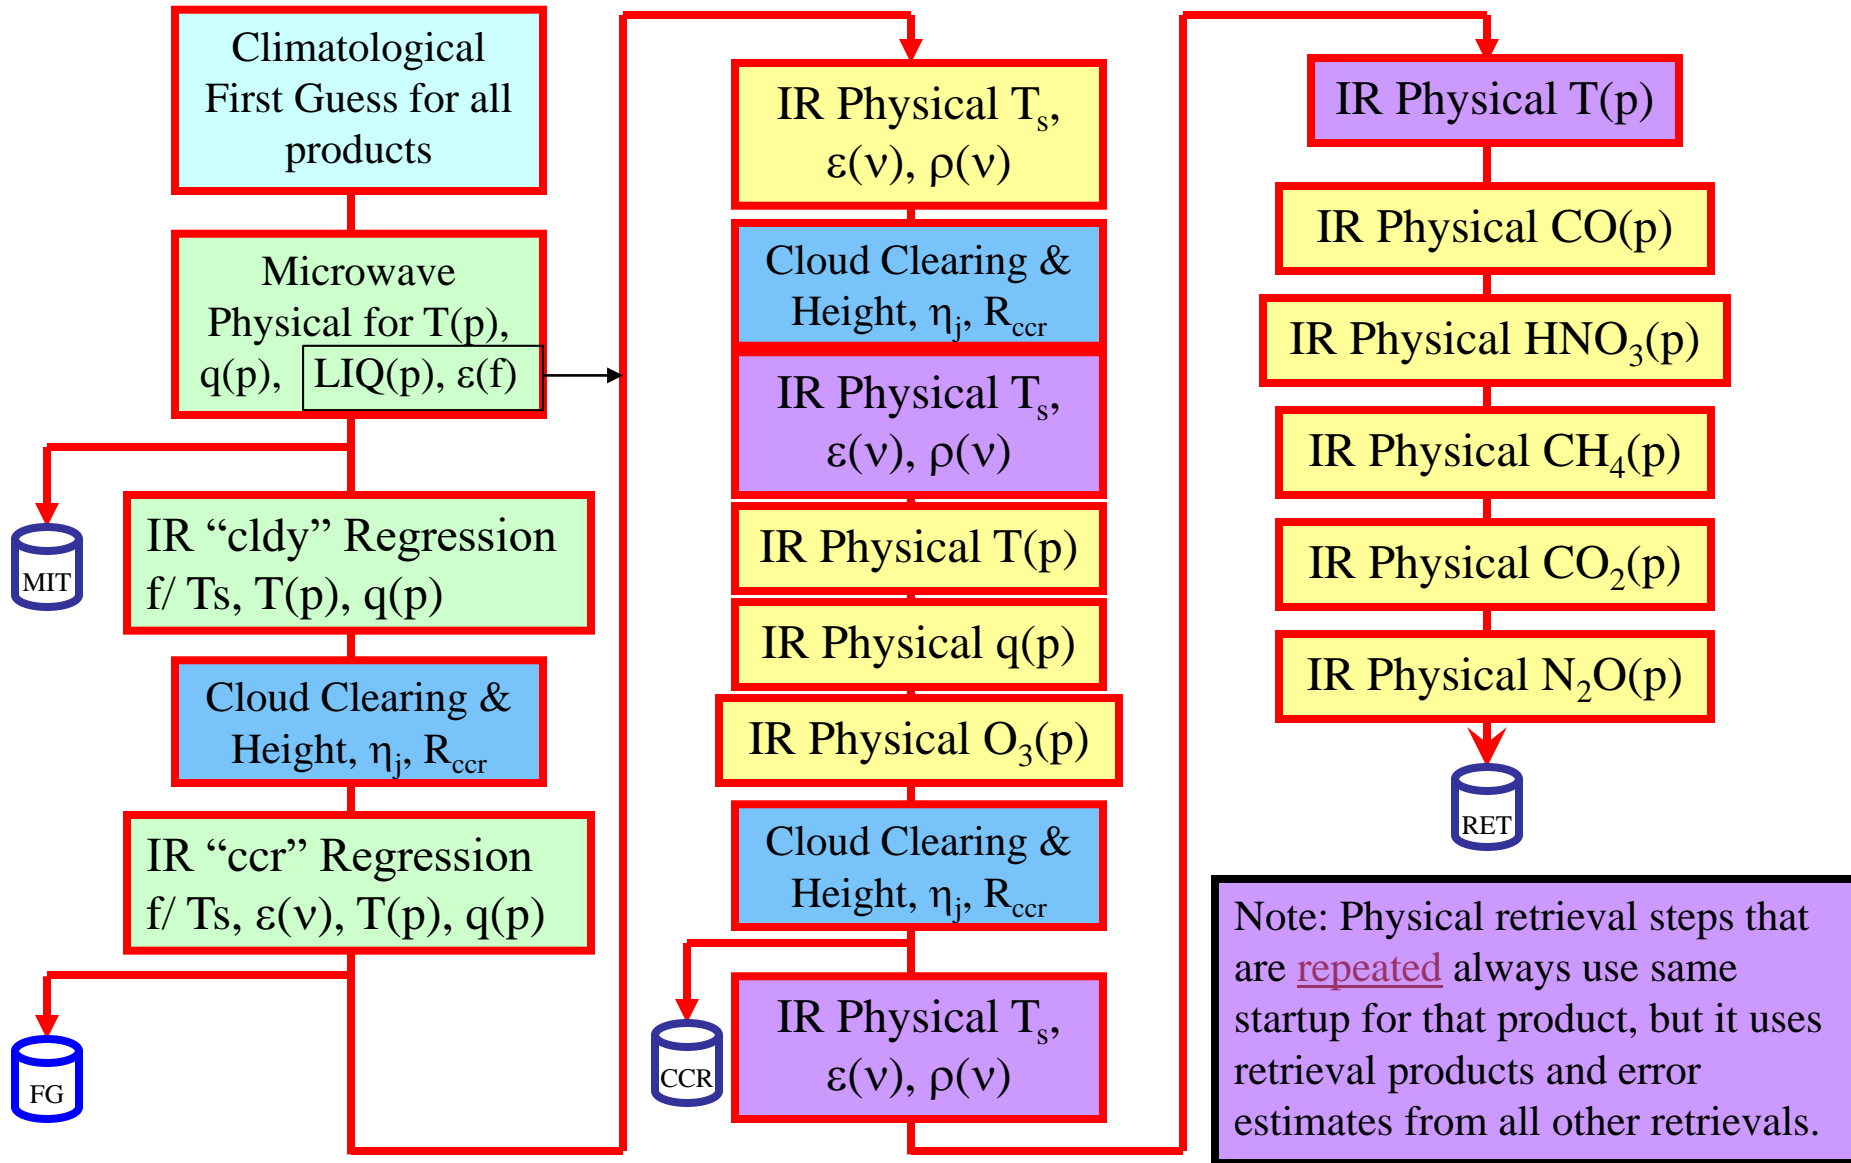 Climatological
First Guess for all
products
Microwave
Physical for T(p),
q(p), LIQ(p), ε(f)
MIT
IR “cldy” Regression
f/ Ts, T(p), q(p)
Cloud Clearing &
Height, ηj, Rccr
IR “ccr” Regression
f/ Ts, ε(ν), T(p), q(p)
FG
IR Physical Ts,
ε(ν), ρ(ν)
Cloud Clearing &
Height, ηj, Rccr
IR Physical Ts,
ε(ν), ρ(ν)
IR Physical T(p)
IR Physical q(p)
IR Physical O3(p)
Cloud Clearing &
Height, ηj, Rccr
CCR
IR Physical Ts,
ε(ν), ρ(ν)
IR Physical T(p)
IR Physical CO(p)
IR Physical HNO3(p)
IR Physical CH4(p)
IR Physical CO2(p)
IR Physical N2O(p)
RET
Note: Physical retrieval steps that
are repeated always use same
startup for that product, but it uses
retrieval products and error
estimates from all other retrievals.